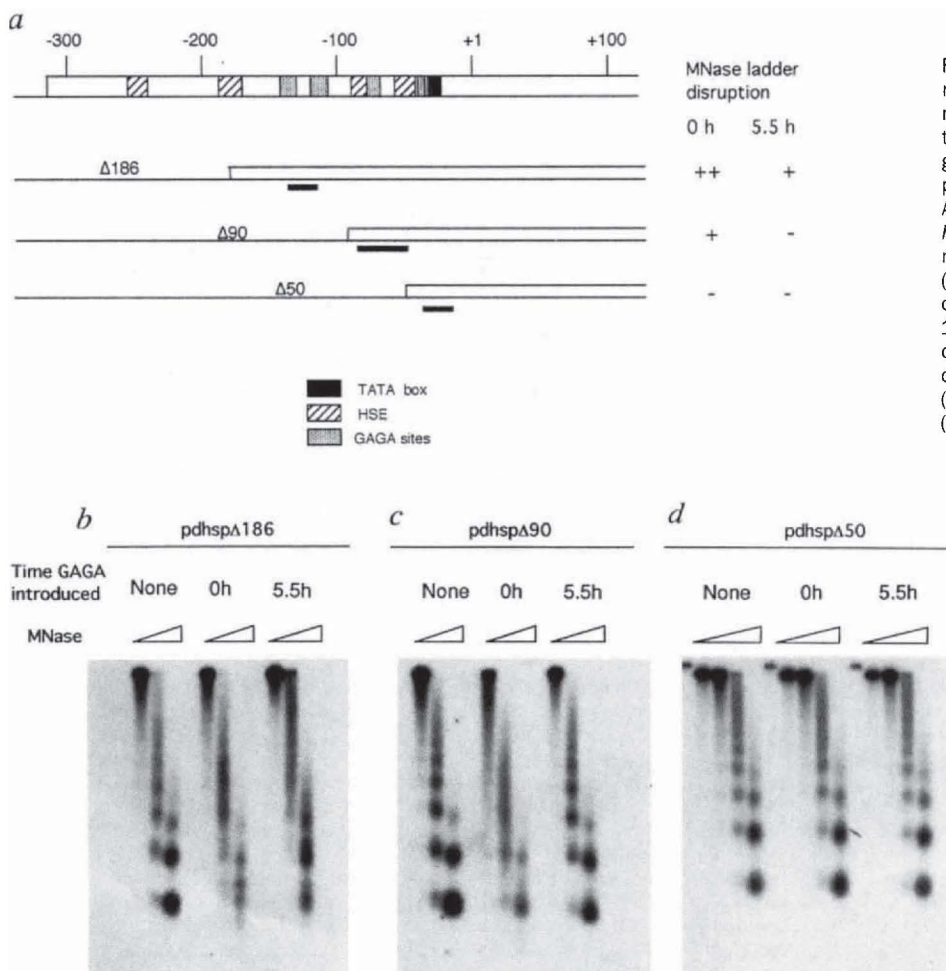 a
-300 -200 -100 +1 +100
MNase ladder
disruption
0 h 5.5 h
Δ186 ++ +
Δ90 + -
Δ50 - -
TATA box
HSE
GAGA sites
b c d
pdhspΔ186 pdhspΔ90 pdhspΔ50
Time GAGA
introduced None 0h 5.5h None 0h 5.5h None 0h 5.5h
MNase